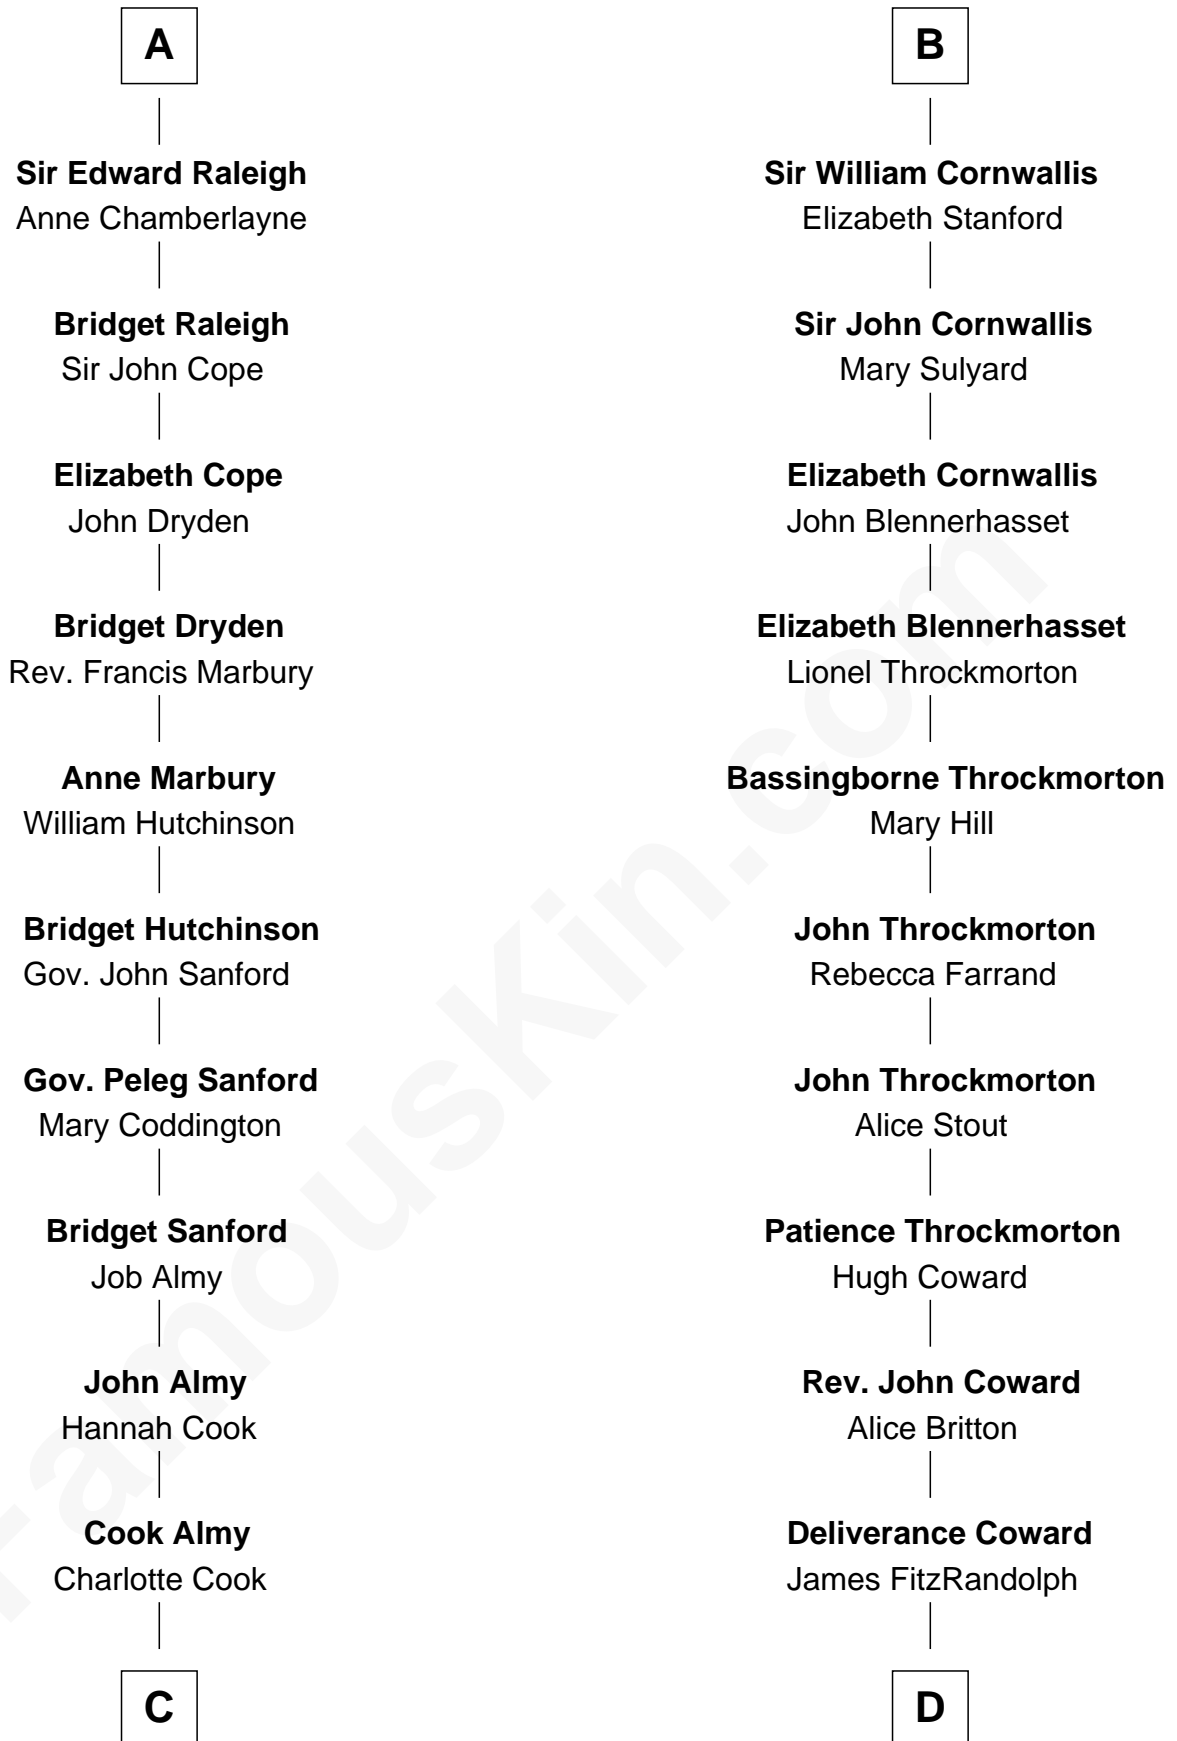 A
Sir Edward Raleigh
Anne Chamberlayne
Bridget Raleigh
Sir John Cope
Elizabeth Cope
John Dryden
Bridget Dryden
Rev. Francis Marbury
Anne Marbury
William Hutchinson
Bridget Hutchinson
Gov. John Sanford
Gov. Peleg Sanford
Mary Coddington
Bridget Sanford
Job Almy
John Almy
Hannah Cook
Cook Almy
Charlotte Cook
C
B
Sir William Cornwallis
Elizabeth Stanford
Sir John Cornwallis
Mary Sulyard
Elizabeth Cornwallis
John Blennerhasset
Elizabeth Blennerhasset
Lionel Throckmorton
Bassingborne Throckmorton
Mary Hill
John Throckmorton
Rebecca Farrand
John Throckmorton
Alice Stout
Patience Throckmorton
Hugh Coward
Rev. John Coward
Alice Britton
Deliverance Coward
James FitzRandolph
D
FamousKin.com